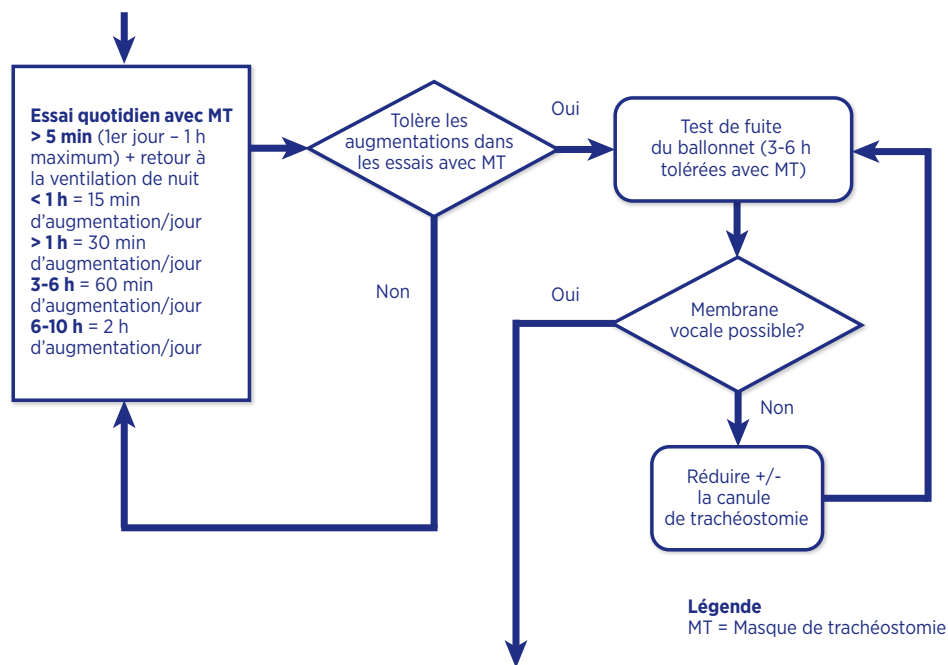 Essai quotidien avec MT
> 5 min (1er jour – 1 h
maximum) + retour à
la ventilation de nuit
< 1 h = 15 min
d’augmentation/jour
> 1 h = 30 min
d’augmentation/jour
3-6 h = 60 min
d’augmentation/jour
6-10 h = 2 h
d’augmentation/jour
Tolère les
augmentations dans
les essais avec MT
Oui
Non
Test de fuite
du ballonnet (3-6 h
tolérées avec MT)
Membrane
vocale possible?
Oui
Non
Réduire +/-
la canule
de trachéostomie
Légende
MT = Masque de trachéostomie